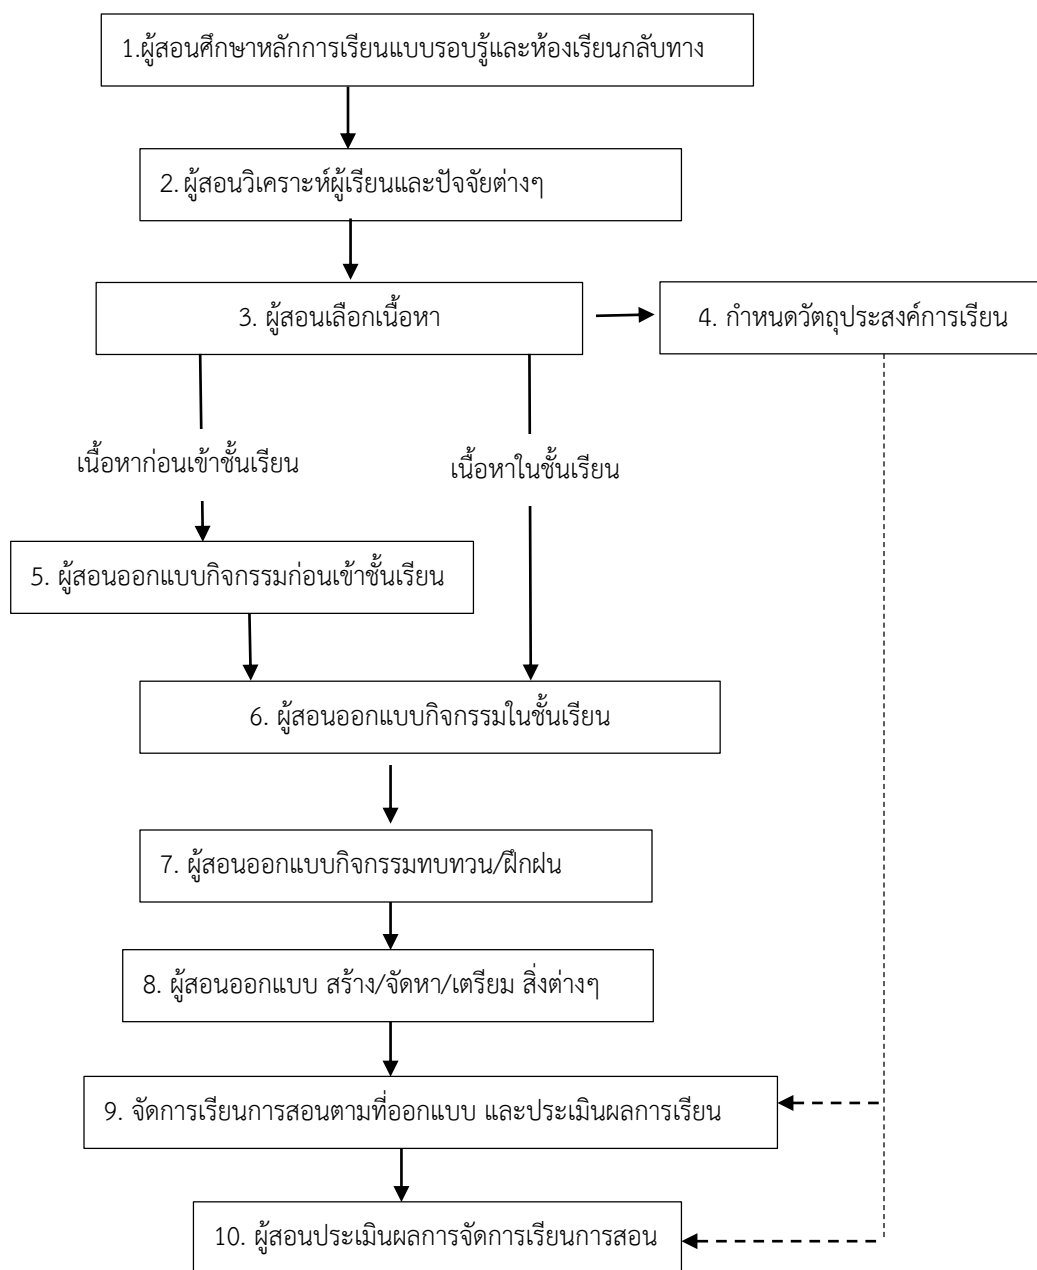 1.ผู้สอนศึกษาหลักการเรียนแบบรอบรู้และห้องเรียนกลับทาง
2. ผู้สอนวิเคราะห์ผู้เรียนและปัจจัยต่างๆ
3. ผู้สอนเลือกเนื้อหา
4. กำหนดวัตถุประสงค์การเรียน
เนื้อหาก่อนเข้าชั้นเรียน
เนื้อหาในชั้นเรียน
5. ผู้สอนออกแบบกิจกรรมก่อนเข้าชั้นเรียน
6. ผู้สอนออกแบบกิจกรรมในชั้นเรียน
7. ผู้สอนออกแบบกิจกรรมทบทวน/ฝึกฝน
8. ผู้สอนออกแบบ สร้าง/จัดหา/เตรียม สิ่งต่างๆ
9. จัดการเรียนการสอนตามที่ออกแบบ และประเมินผลการเรียน
10. ผู้สอนประเมินผลการจัดการเรียนการสอน